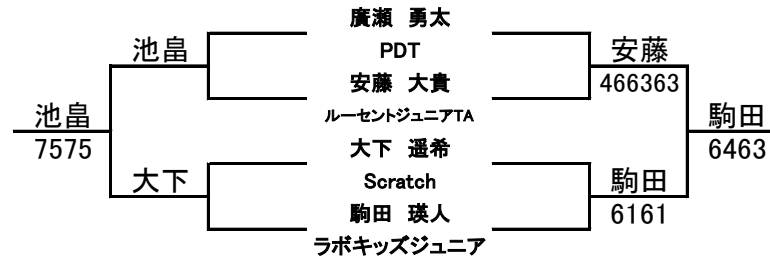 廣瀬 勇太
池畠
PDT
安藤
安藤 大貴
466363
池畠
ルーセントジュニアTA
駒田
7575
大下 遥希
6463
大下
Scratch
駒田
駒田 瑛人
6161
ラボキッズジュニア